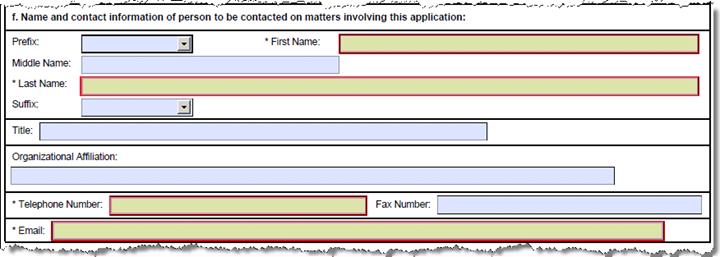 f. Name and contact information of person to be contacted on matters involving this application:
Prefix: * First Name:
Middle Name:
* Last Name:
Suffix:
Title:
Organizational Affiliation:
* Telephone Number: Fax Number:
* Email: